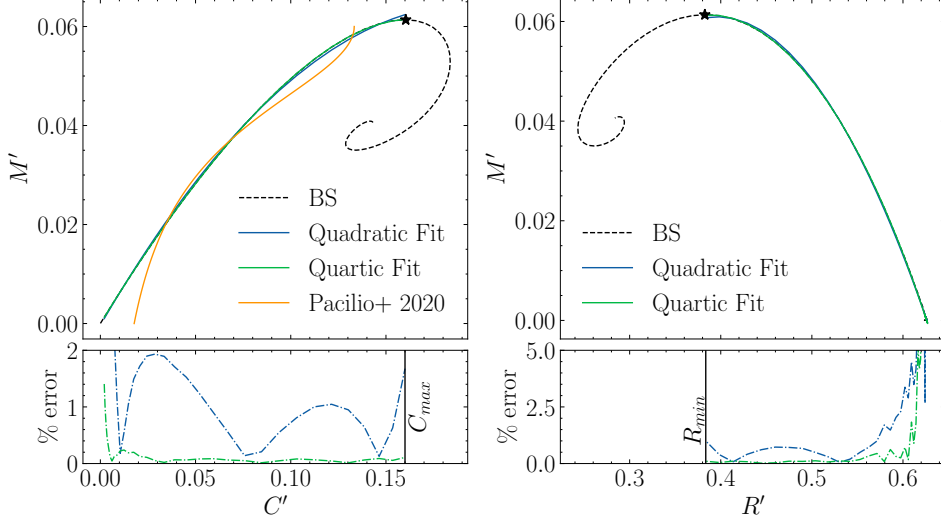 M′
0.06
0.04
0.02
0.00
BS
Quadratic Fit
Quartic Fit
Pacilio+ 2020
% error
2
1
0
C_max
0.00
0.05
0.10
0.15
C′
M′
0.06
0.04
0.02
0.00
BS
Quadratic Fit
Quartic Fit
% error
5.0
2.5
0.0
R_min
0.3
0.4
0.5
0.6
R′